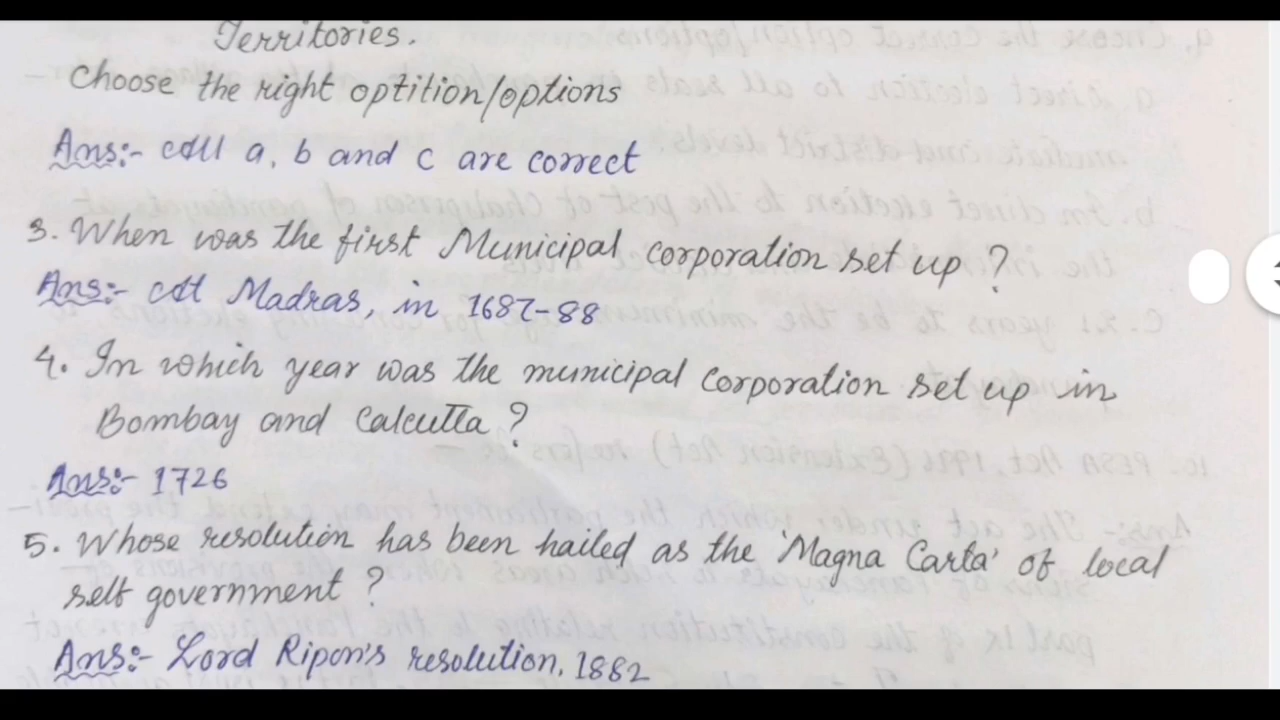 Territories.
Choose the right optition/options
Ans:- All a, b and c are correct
3. When was the first Municipal corporation set up ?
Ans:- At Madras, in 1687-88
4. In which year was the municipal corporation set up in
Bombay and Calcutta ?
Ans:- 1726
5. Whose resolution has been hailed as the 'Magna Carta' of local
self government ?
Ans:- Lord Ripon's resolution, 1882